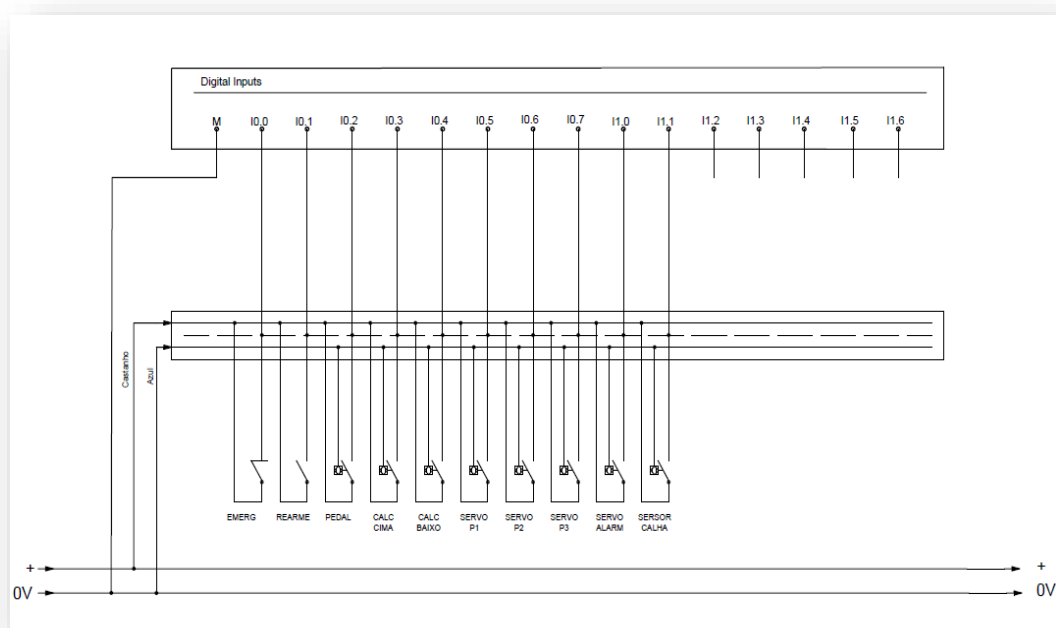 Digital Inputs
M I0,0 I0,1 I0,2 I0,3 I0,4 I0,5 I0,6 I0,7 I1,0 I1,1 I1,2 I1,3 I1,4 I1,5 I1,6
Castanho
Azul
EMERG REARME PEDAL CALC CALC SERVO SERVO SERVO SERVO SERSOR
CIMA BAIXO P1 P2 P3 ALARM CALHA
+ +
0V 0V